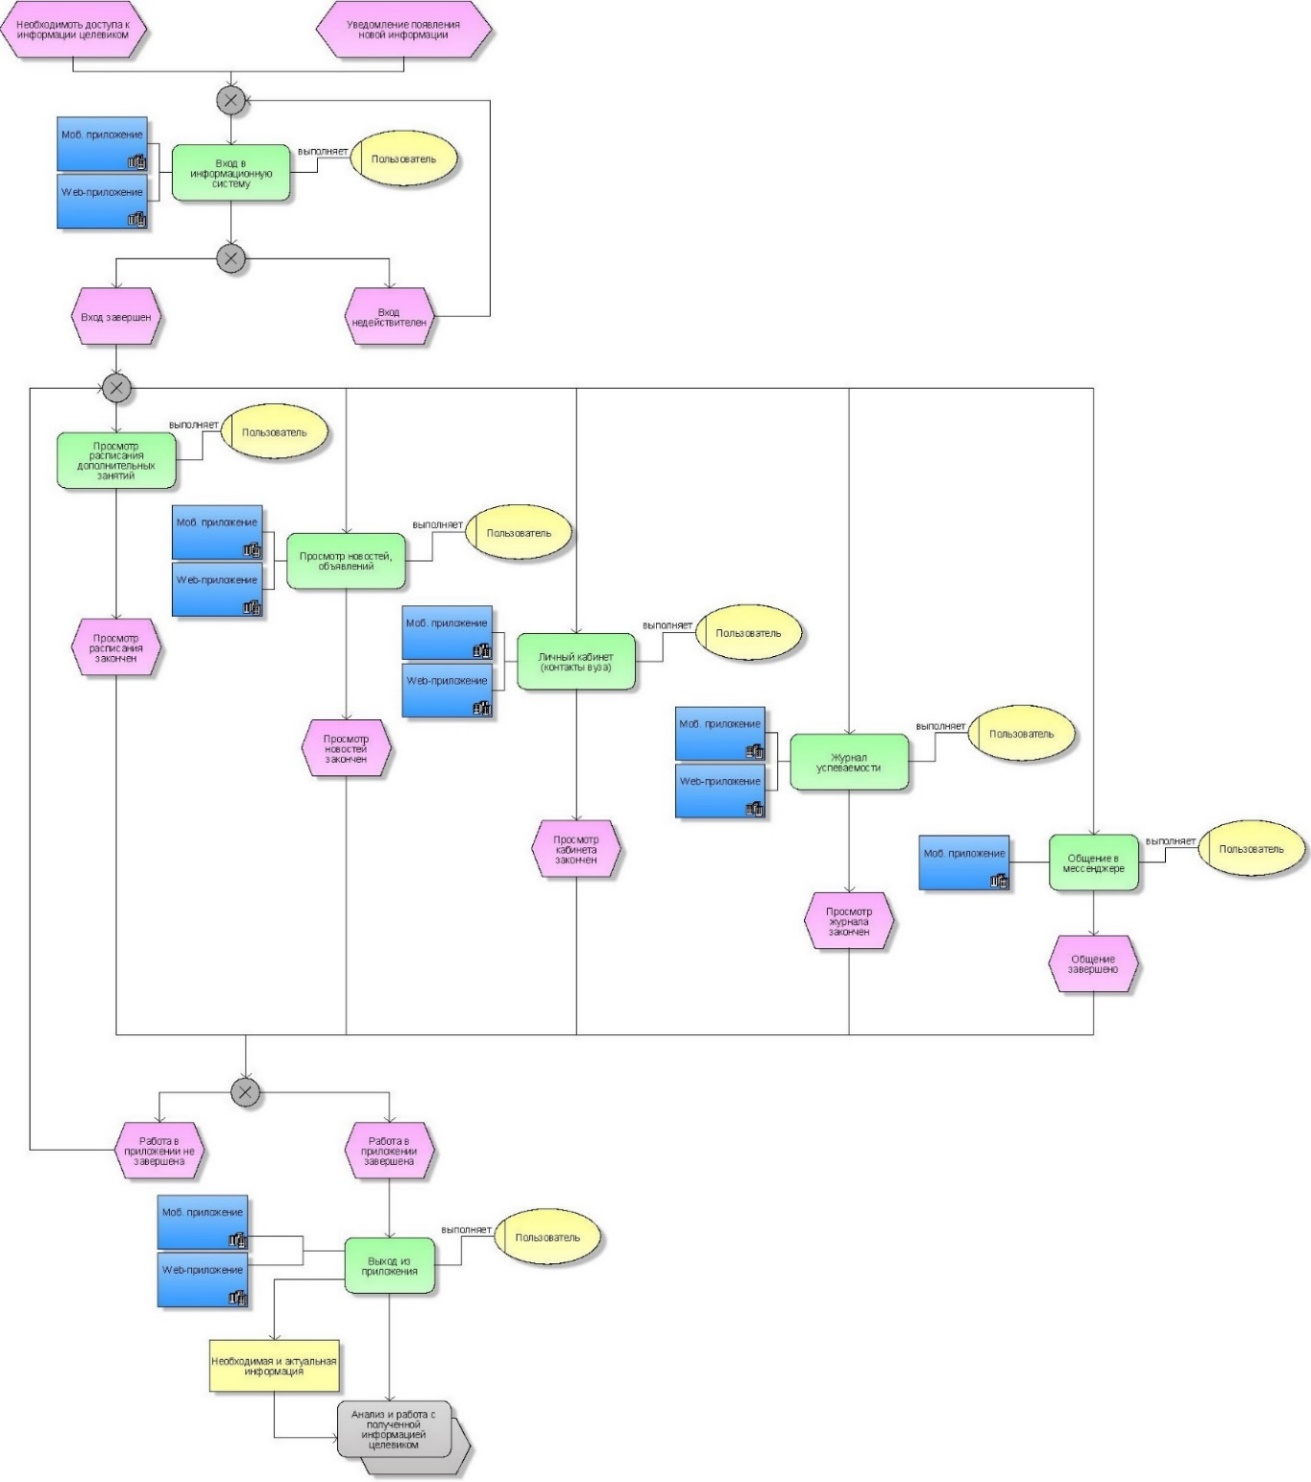 Необходимоть доступа к
информации целевиком
Уведомление появления
новой информации
Моб. приложение
Web-приложение
Вход в
информационную
систему
выполняет
Пользователь
Вход завершен
Вход
недействителен
Просмотр
расписания
дополнительных
занятий
выполняет
Пользователь
Моб. приложение
Web-приложение
Просмотр новостей,
объявлений
выполняет
Пользователь
Просмотр
расписания
закончен
Моб. приложение
Web-приложение
Личный кабинет
(контакты вуза)
выполняет
Пользователь
Просмотр
новостей
закончен
Моб. приложение
Web-приложение
Журнал
успеваемости
выполняет
Пользователь
Просмотр
кабинета
закончен
Моб. приложение
Общение в
мессенджере
выполняет
Пользователь
Просмотр
журнала
закончен
Общение
завершено
Работа в
приложении не
завершена
Работа в
приложении
завершена
Моб. приложение
Web-приложение
Выход из
приложения
выполняет
Пользователь
Необходимая и актуальная
информация
Анализ и работа с
полученной
информацией
целевиком